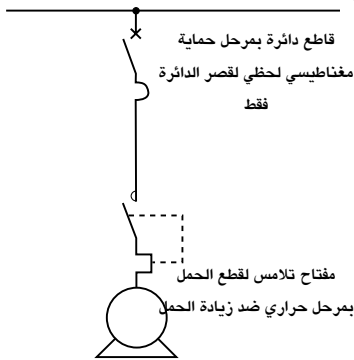 قاطع دائرة بمرحل حماية
مغناطيسي لحظي لقصر الدائرة
فقط
مفتاح تلامس لقطع الحمل
بمرحل حراري ضد زيادة الحمل